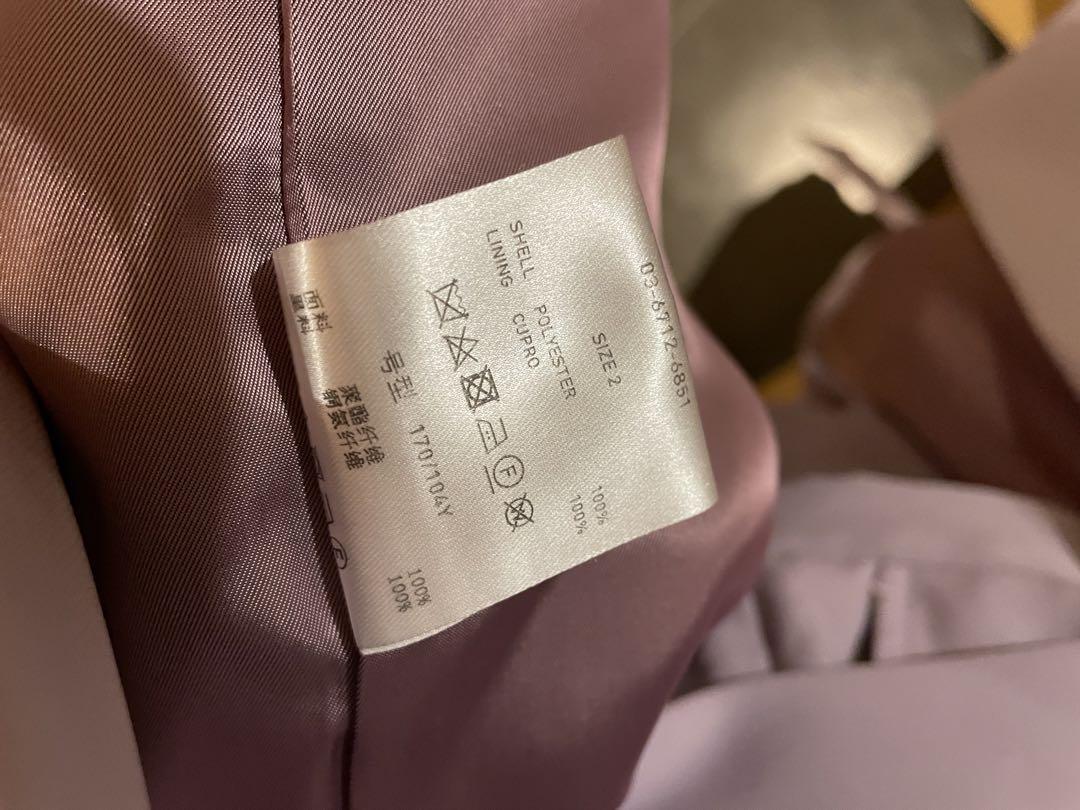 03-6712-6851
SIZE 2
SHELL POLYESTER 100%
LINING CUPRO 100%
F
号型 170/104Y
面料 聚酯纤维 100%
里料 铜氨纤维 100%